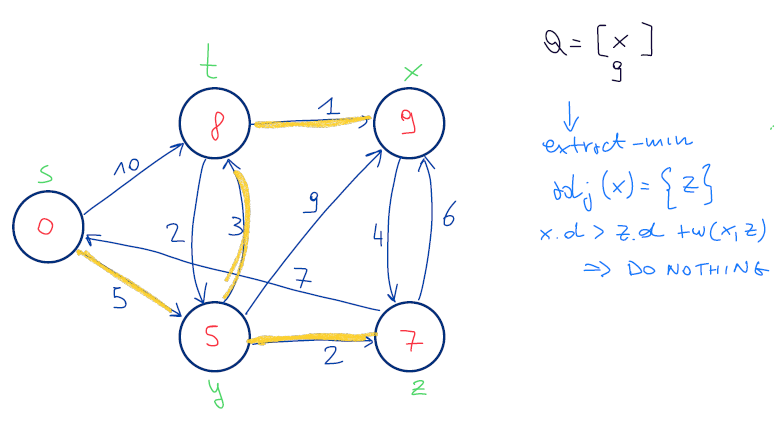 t
x
8
1
9
s
10
0
2
3
9
4
6
7
5
5
2
7
y
z
Q = [ x ]
9
↓
extract-min
adj (x) = { z }
x.d > z.d + w(x,z)
⇒ DO NOTHING